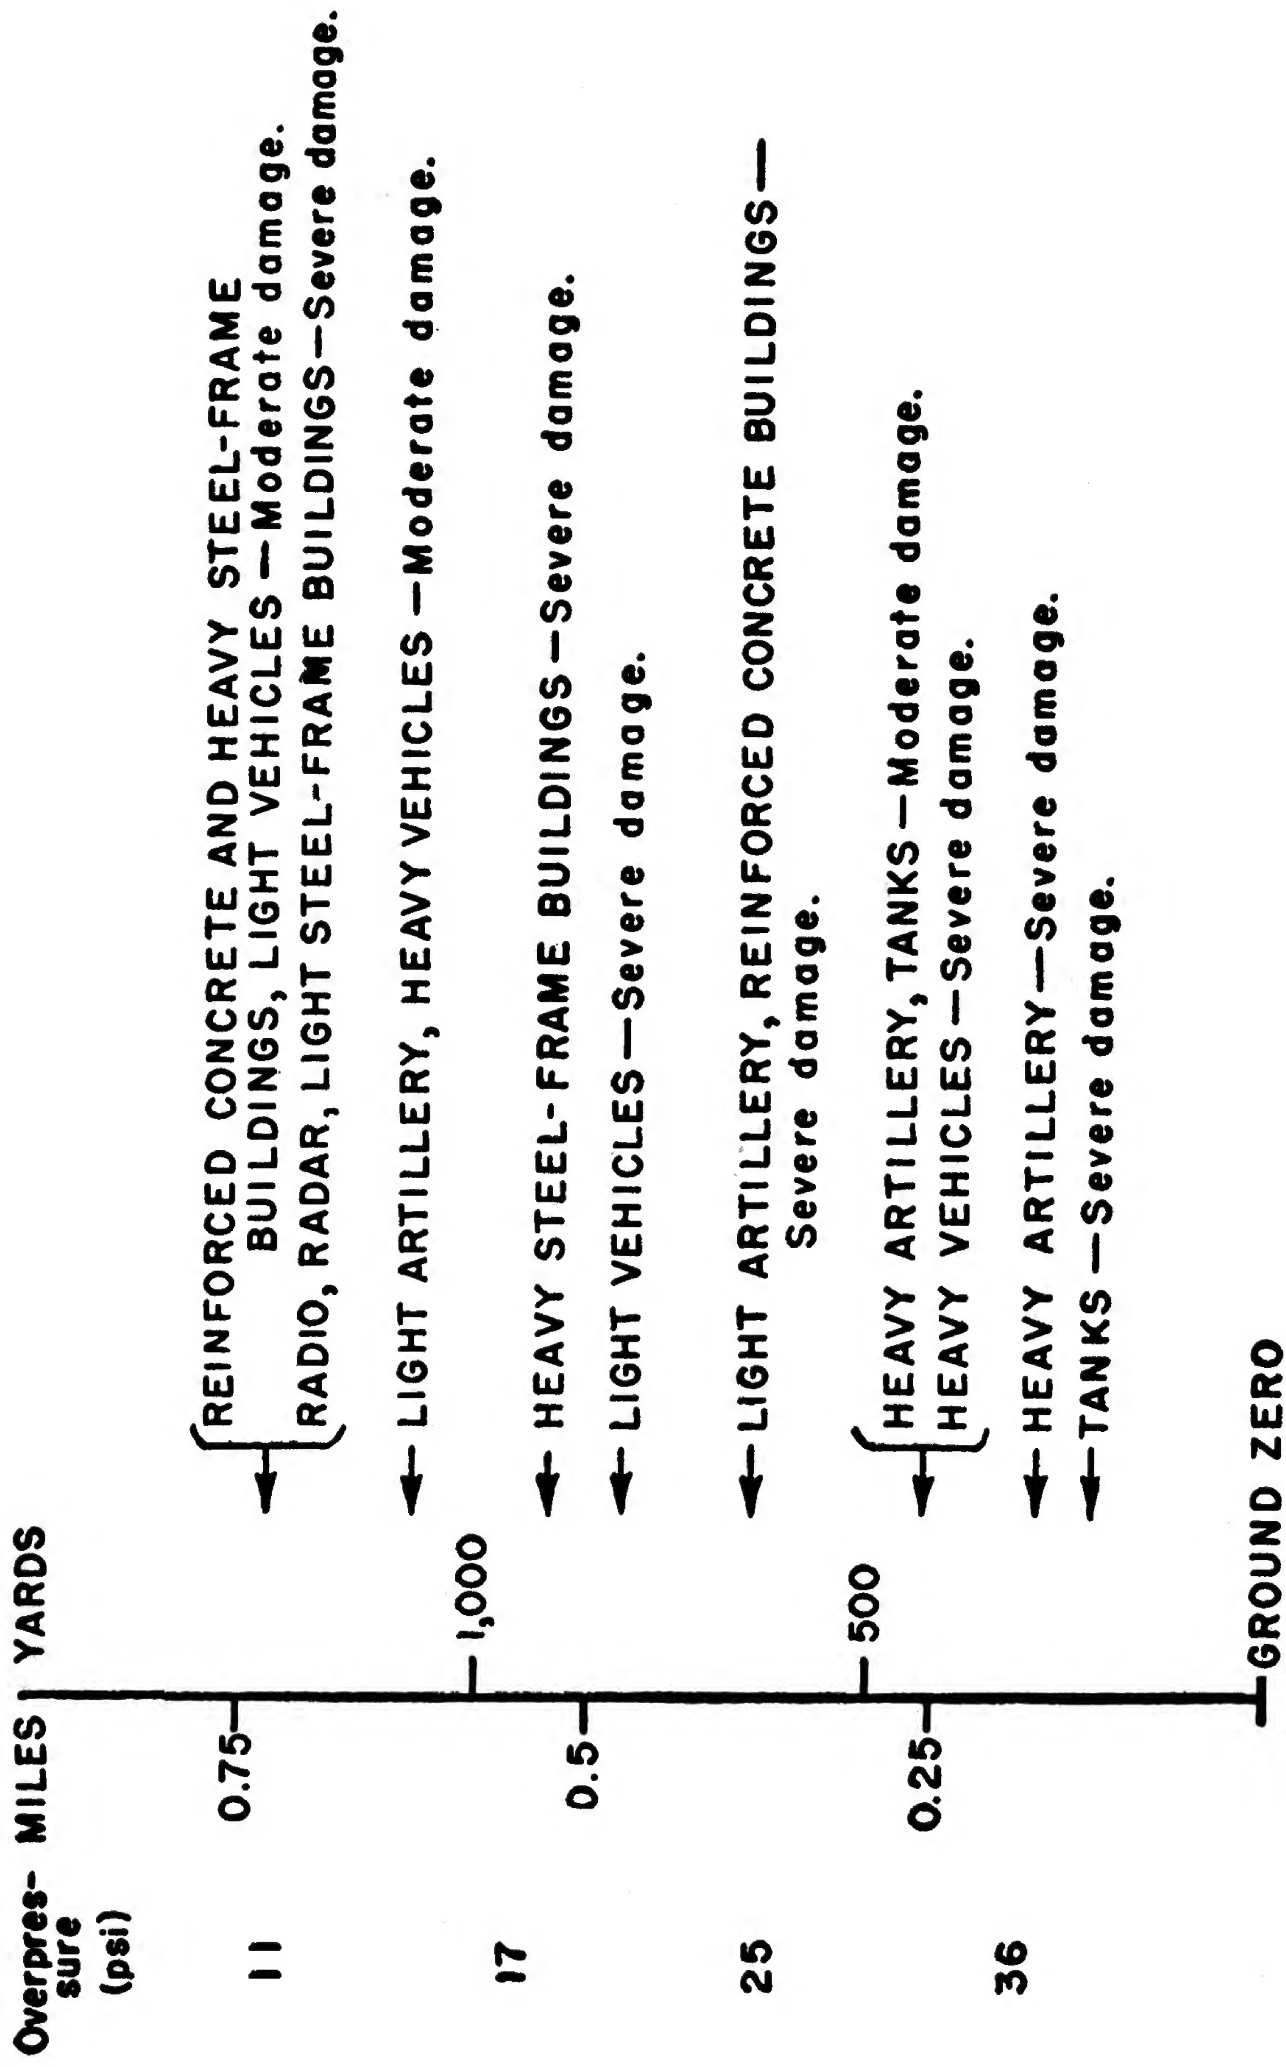 Overpres- MILES YARDS
sure
(psi)
0.75
11
REINFORCED CONCRETE AND HEAVY STEEL-FRAME
BUILDINGS, LIGHT VEHICLES—Moderate damage.
RADIO, RADAR, LIGHT STEEL-FRAME BUILDINGS—Severe damage.
LIGHT ARTILLERY, HEAVY VEHICLES—Moderate damage.
1,000
17
HEAVY STEEL-FRAME BUILDINGS—Severe damage.
0.5
LIGHT VEHICLES—Severe damage.
25
LIGHT ARTILLERY, REINFORCED CONCRETE BUILDINGS—
Severe damage.
500
HEAVY ARTILLERY, TANKS—Moderate damage.
0.25
HEAVY VEHICLES—Severe damage.
36
HEAVY ARTILLERY—Severe damage.
TANKS—Severe damage.
GROUND ZERO